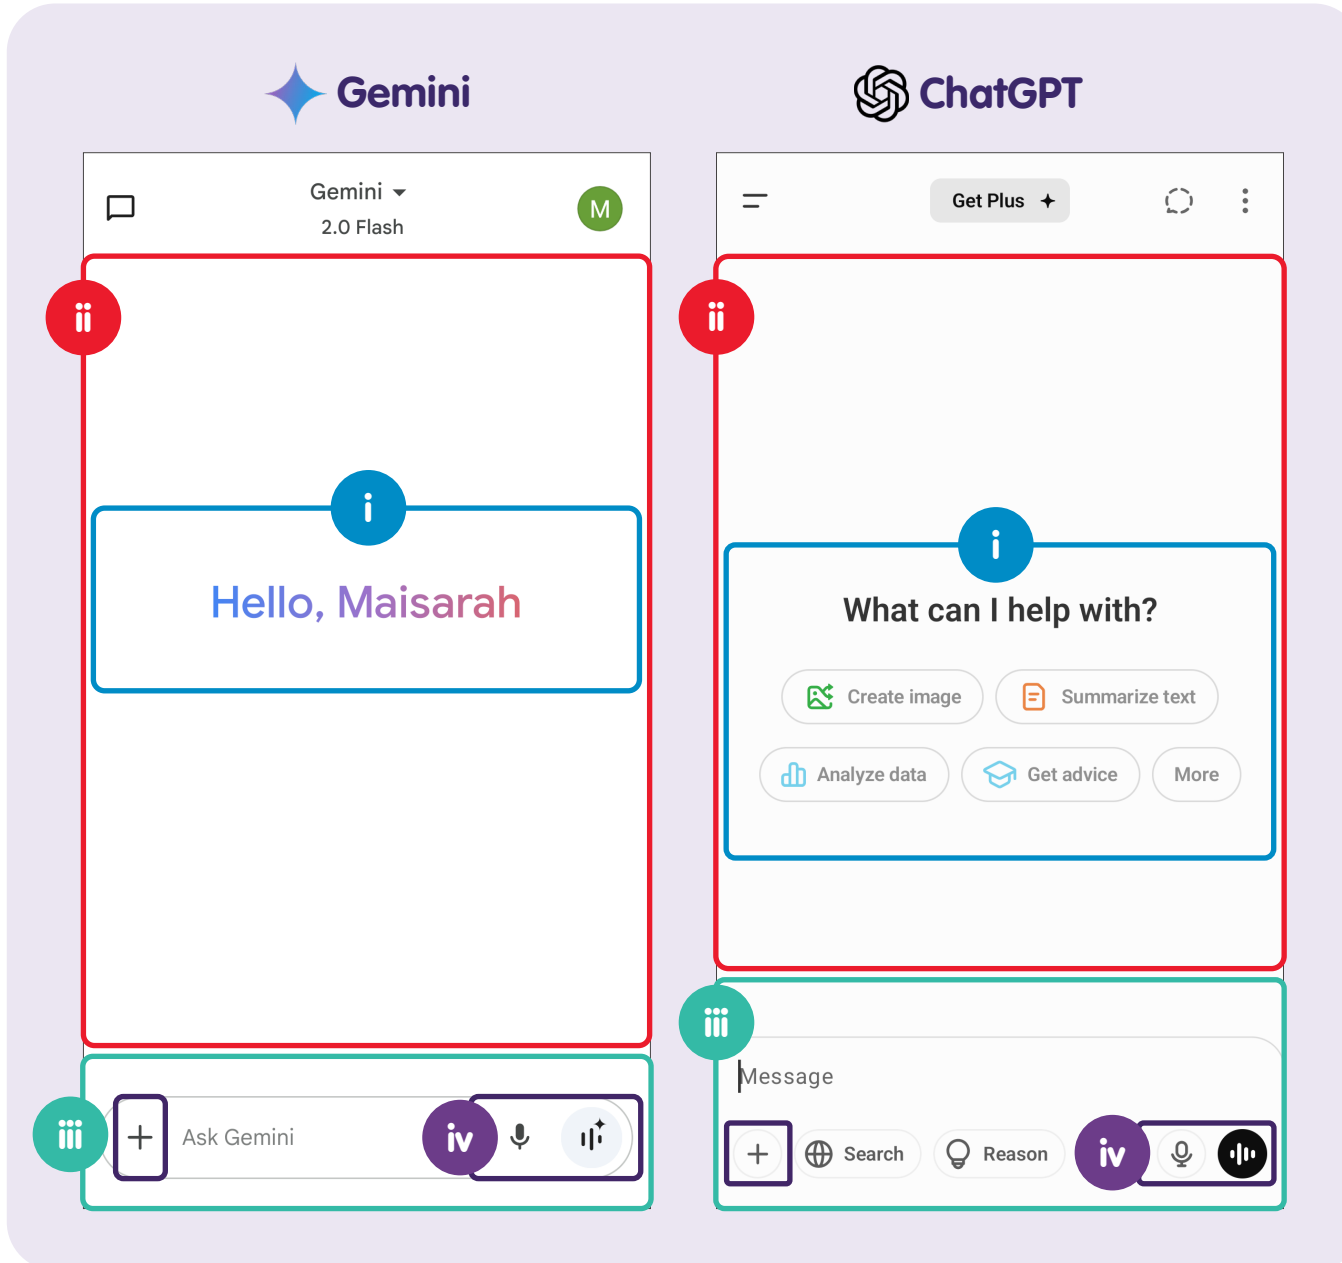 Gemini
Gemini
2.0 Flash
M
ii
i
Hello, Maisarah
iii
Ask Gemini
iv
ChatGPT
Get Plus
ii
i
What can I help with?
Create image Summarize text
Analyze data Get advice More
iii
Message
Search Reason iv